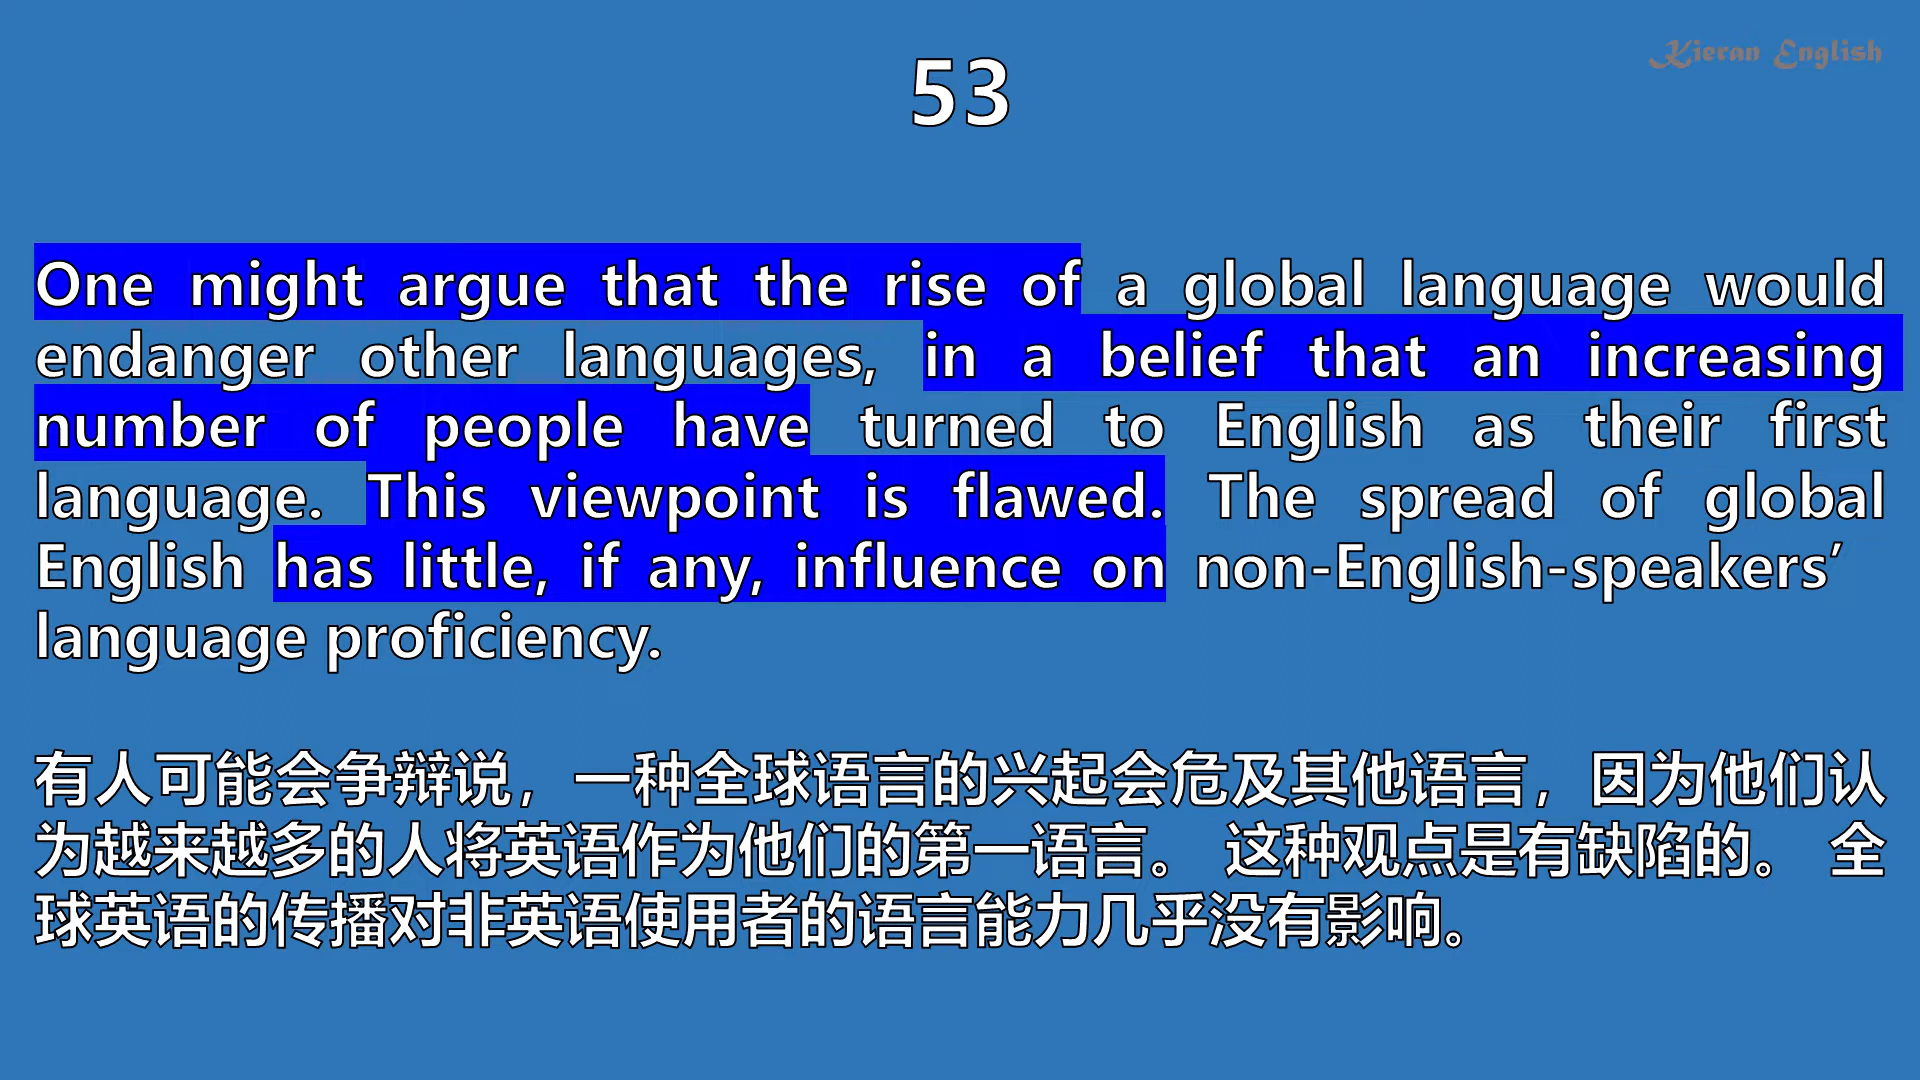 Kieran English
53
One might argue that the rise of a global language would
endanger other languages, in a belief that an increasing
number of people have turned to English as their first
language. This viewpoint is flawed. The spread of global
English has little, if any, influence on non-English-speakers’
language proficiency.
有人可能会争辩说，一种全球语言的兴起会危及其他语言，因为他们认
为越来越多的人将英语作为他们的第一语言。 这种观点是有缺陷的。 全
球英语的传播对非英语使用者的语言能力几乎没有影响。